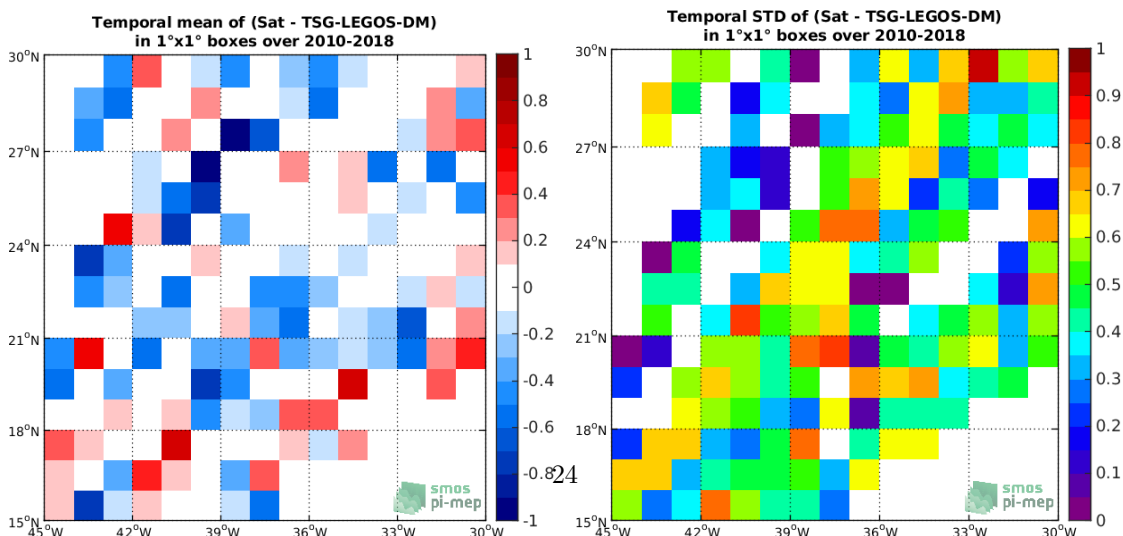 Temporal mean of (Sat - TSG-LEGOS-DM)
in 1°x1° boxes over 2010-2018
30°N
27°N
24°N
21°N
18°N
15°N
45°W
42°W
39°W
36°W
33°W
30°W
1
0.8
0.6
0.4
0.2
0
-0.2
-0.4
-0.6
-0.8
-1
smos
pi-mep
24
Temporal STD of (Sat - TSG-LEGOS-DM)
in 1°x1° boxes over 2010-2018
30°N
27°N
24°N
21°N
18°N
15°N
45°W
42°W
39°W
36°W
33°W
30°W
1
0.9
0.8
0.7
0.6
0.5
0.4
0.3
0.2
0.1
0
smos
pi-mep